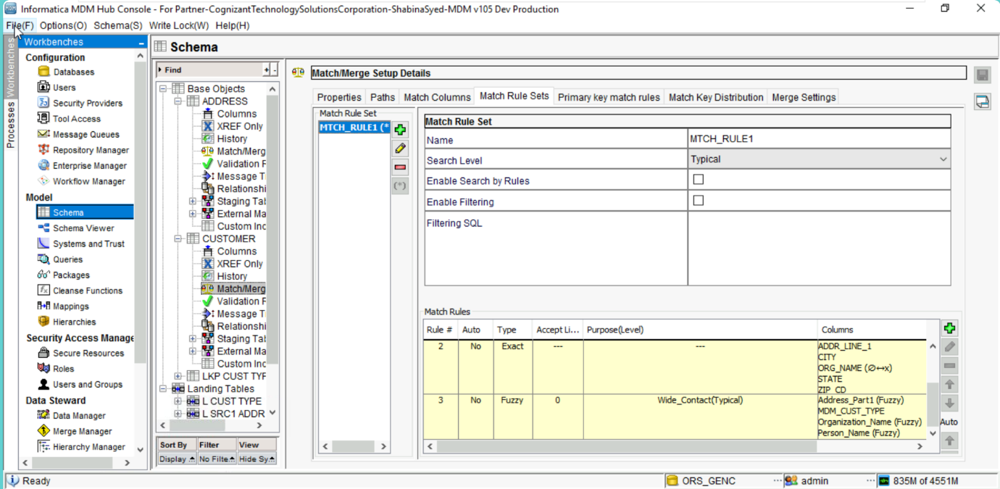 Informatica MDM Hub Console - For Partner-CognizantTechnologySolutionsCorporation-ShabinaSyed-MDM v105 Dev Production
File(F) Options(O) Schema(S) Write Lock(W) Help(H)
Processes Workbenches
Workbenches
Configuration
Databases
Users
Security Providers
Tool Access
Message Queues
Repository Manager
Enterprise Manager
Workflow Manager
Model
Schema
Schema Viewer
Systems and Trust
Queries
Packages
Cleanse Functions
Mappings
Hierarchies
Security Access Manage
Secure Resources
Roles
Users and Groups
Data Steward
Data Manager
Merge Manager
Hierarchy Manager
Schema
Find + -
Base Objects
ADDRESS
Columns
XREF Only
History
Match/Merg
Validation F
Message T
Relationshi
Staging Tab
External Ma
Custom Ind
CUSTOMER
Columns
XREF Only
History
Match/Merg
Validation F
Message T
Relationshi
Staging Tab
External Ma
Custom Ind
LKP CUST TYP
Landing Tables
L CUST TYPE
L SRC1 ADDR
Sort By Filter View
Display No Filte Hide Sy
Match/Merge Setup Details
Properties Paths Match Columns Match Rule Sets Primary key match rules Match Key Distribution Merge Settings
Match Rule Set
MTCH_RULE1 (*
(*)
Match Rule Set
Name MTCH_RULE1
Search Level Typical
Enable Search by Rules
Enable Filtering
Filtering SQL
Match Rules
Rule # Auto Type Accept Li... Purpose(Level) Columns
2 No Exact --- --- ADDR_LINE_1
CITY
ORG_NAME (∅↔x)
STATE
ZIP_CD
3 No Fuzzy 0 Wide_Contact(Typical) Address_Part1 (Fuzzy)
MDM_CUST_TYPE
Organization_Name (Fuzzy)
Person_Name (Fuzzy)
Auto
Ready ORS_GENC ... admin ... 835M of 4551M